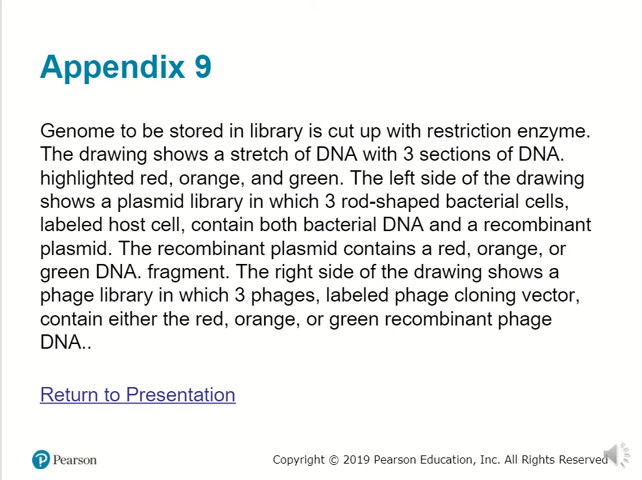 Appendix 9
Genome to be stored in library is cut up with restriction enzyme.
The drawing shows a stretch of DNA with 3 sections of DNA.
highlighted red, orange, and green. The left side of the drawing
shows a plasmid library in which 3 rod-shaped bacterial cells,
labeled host cell, contain both bacterial DNA and a recombinant
plasmid. The recombinant plasmid contains a red, orange, or
green DNA. fragment. The right side of the drawing shows a
phage library in which 3 phages, labeled phage cloning vector,
contain either the red, orange, or green recombinant phage
DNA..
Return to Presentation
Pearson
Copyright © 2019 Pearson Education, Inc. All Rights Reserved